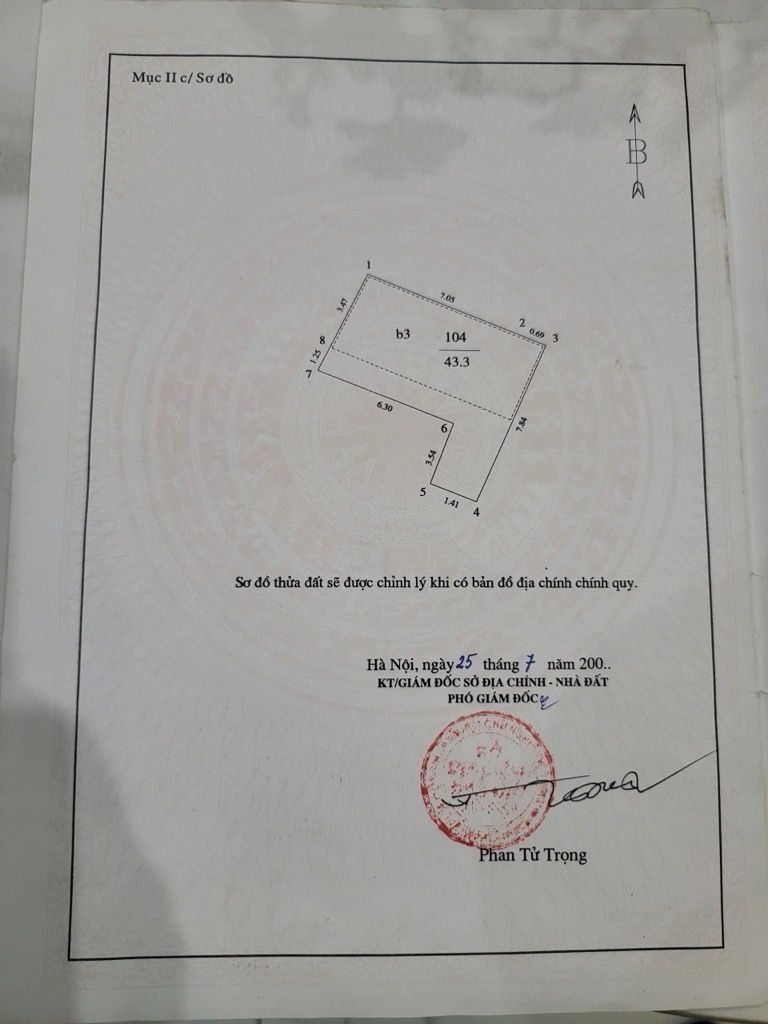 Mục II c/ Sơ đồ
B
1
7.05
2
0.69
3
3.47
b3
104
43.3
8
1.25
7
6.30
6
7.84
3.54
5
1.41
4
Sơ đồ thửa đất sẽ được chỉnh lý khi có bản đồ địa chính chính quy.
Hà Nội, ngày 25 tháng 7 năm 200..
KT/GIÁM ĐỐC SỞ ĐỊA CHÍNH - NHÀ ĐẤT
PHÓ GIÁM ĐỐC
Phan Tử Trọng